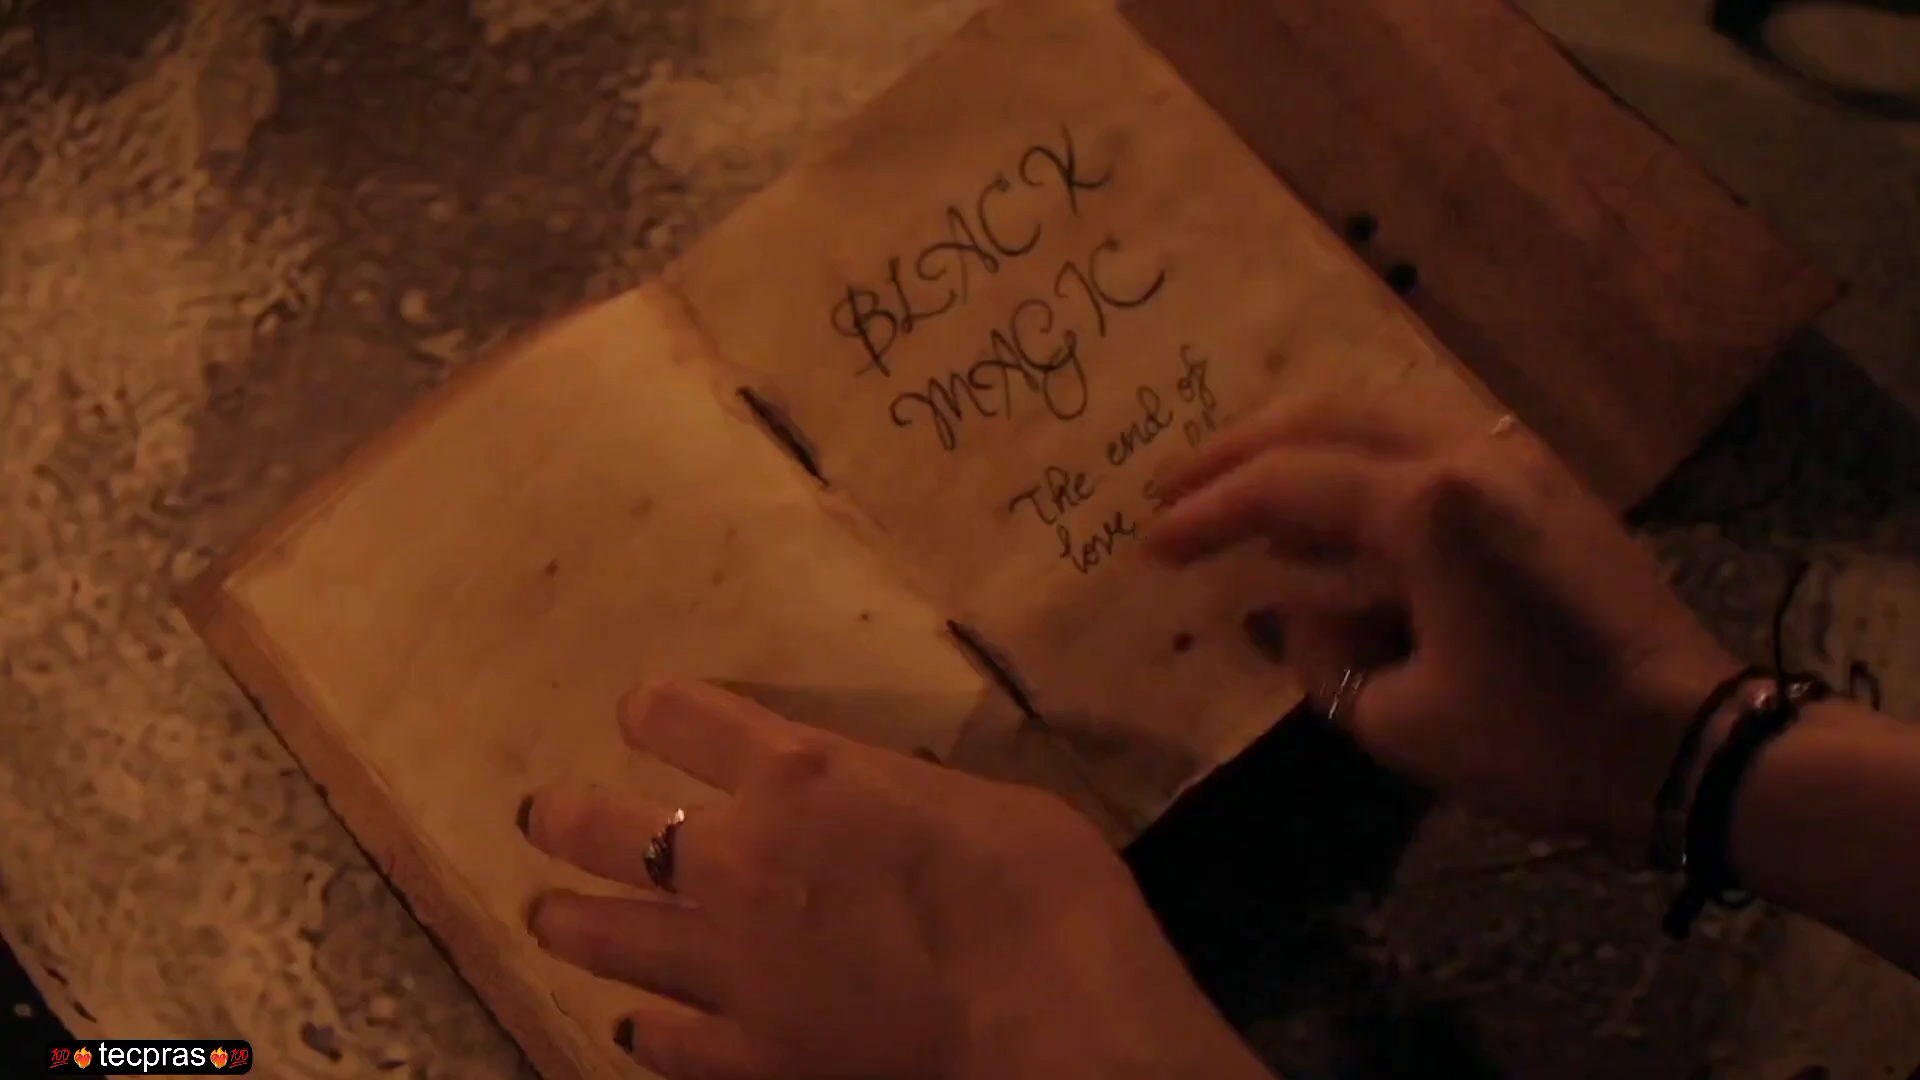 BLACK
MAGIC
The end of
love,
💯❤️‍🔥tecpras❤️‍🔥💯